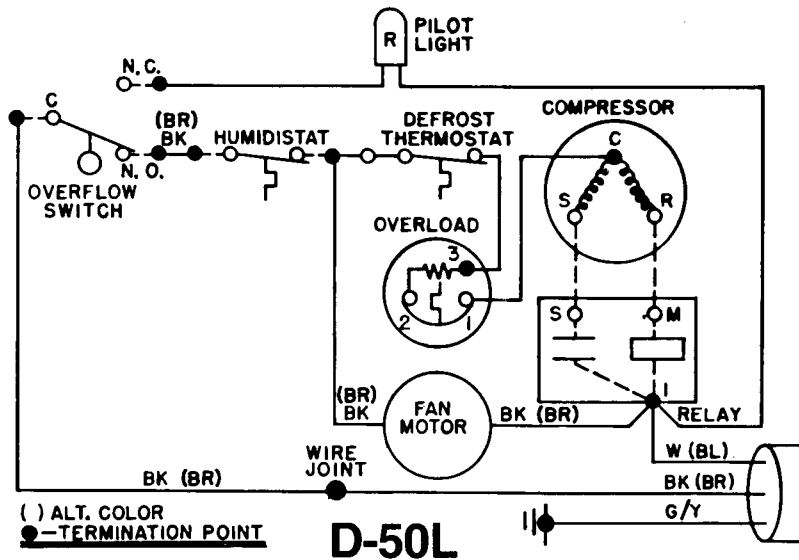 PILOT
LIGHT
R
N.C.
C
(BR)
BK
HUMIDISTAT
DEFROST
THERMOSTAT
COMPRESSOR
C
N.O.
OVERFLOW
SWITCH
S
R
OVERLOAD
3
2
1
S
M
1
RELAY
(BR)
BK
FAN
MOTOR
BK (BR)
W (BL)
WIRE
JOINT
BK (BR)
BK (BR)
G/Y
( ) ALT. COLOR
●-TERMINATION POINT
D-50L